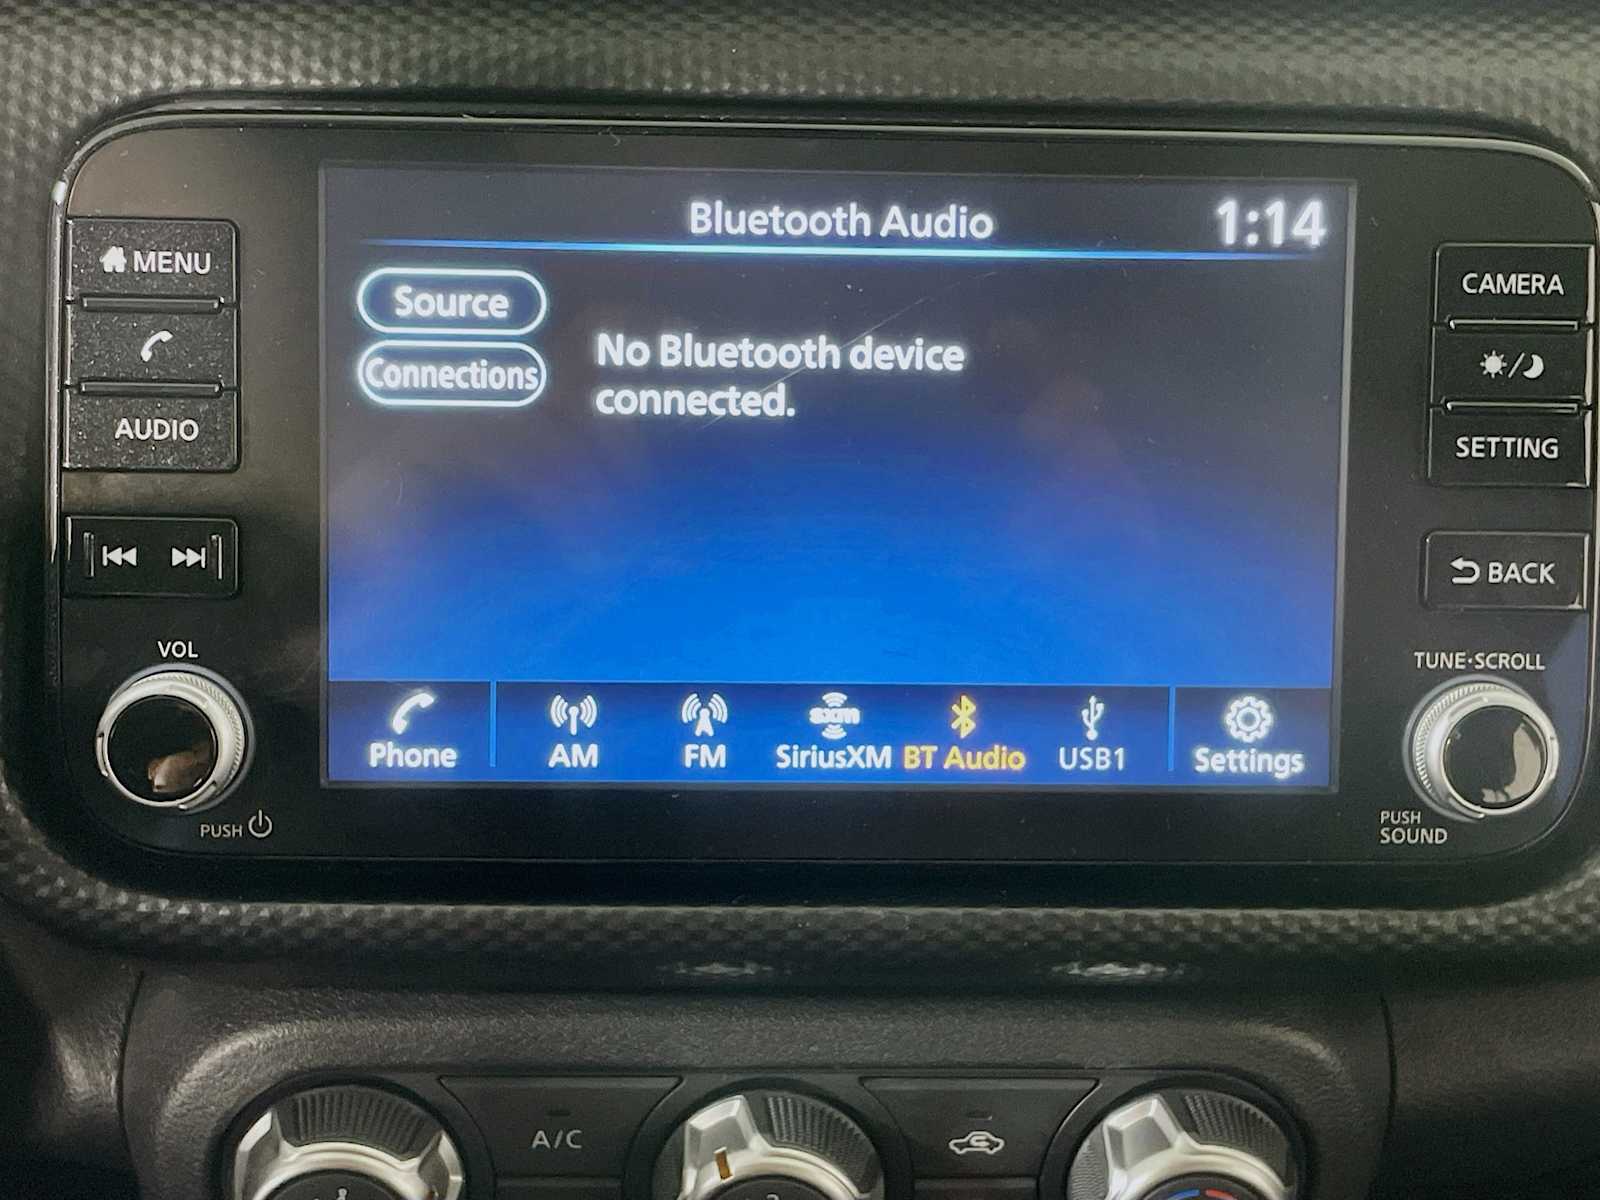 Bluetooth Audio
1:14
MENU
CAMERA
Source
No Bluetooth device
connected.
Connections
AUDIO
SETTING
BACK
VOL
TUNE·SCROLL
Phone
AM
FM
sxm
SiriusXM
BT Audio
USB1
Settings
PUSH
PUSH
SOUND
A/C